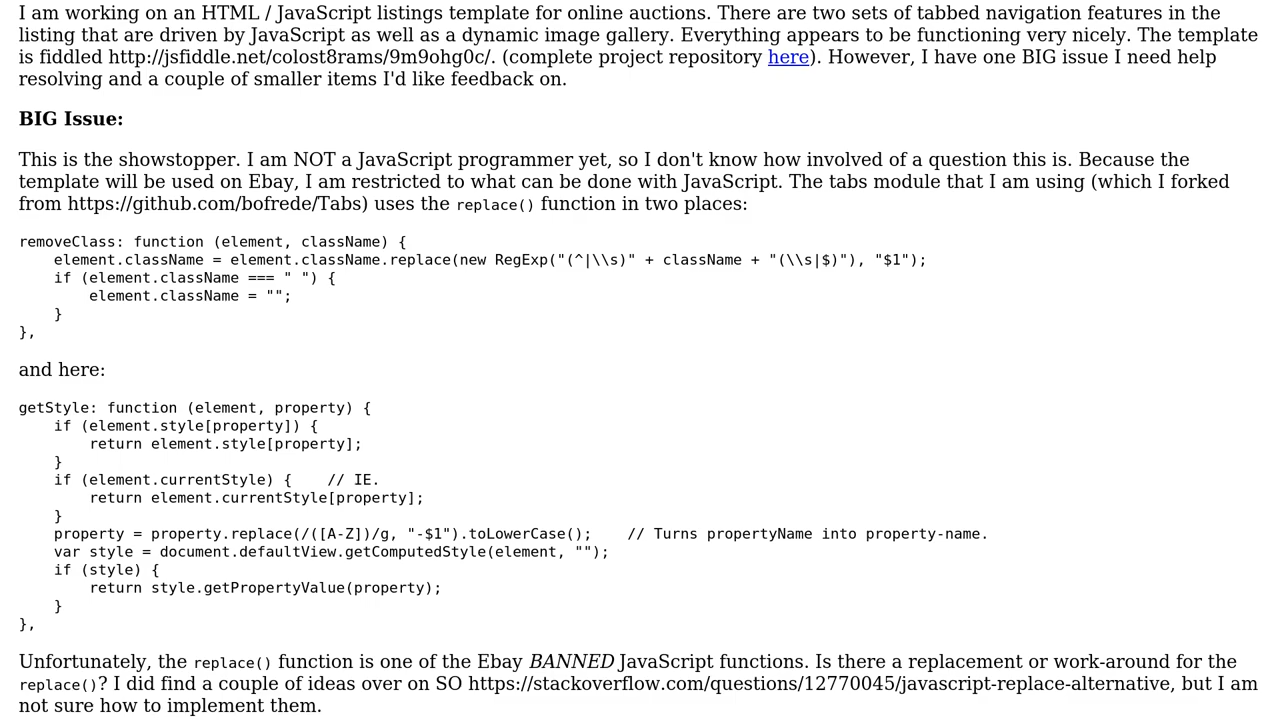 I am working on an HTML / JavaScript listings template for online auctions. There are two sets of tabbed navigation features in the
listing that are driven by JavaScript as well as a dynamic image gallery. Everything appears to be functioning very nicely. The template
is fiddled http://jsfiddle.net/colost8rams/9m9ohg0c/. (complete project repository here). However, I have one BIG issue I need help
resolving and a couple of smaller items I'd like feedback on.
BIG Issue:
This is the showstopper. I am NOT a JavaScript programmer yet, so I don't know how involved of a question this is. Because the
template will be used on Ebay, I am restricted to what can be done with JavaScript. The tabs module that I am using (which I forked
from https://github.com/bofrede/Tabs) uses the replace() function in two places:
removeClass: function (element, className) {
    element.className = element.className.replace(new RegExp("(^|\\s)" + className + "(\\s|$)"), "$1");
    if (element.className === " ") {
        element.className = "";
    }
},
and here:
getStyle: function (element, property) {
    if (element.style[property]) {
        return element.style[property];
    }
    if (element.currentStyle) {    // IE.
        return element.currentStyle[property];
    }
    property = property.replace(/([A-Z])/g, "-$1").toLowerCase();    // Turns propertyName into property-name.
    var style = document.defaultView.getComputedStyle(element, "");
    if (style) {
        return style.getPropertyValue(property);
    }
},
Unfortunately, the replace() function is one of the Ebay BANNED JavaScript functions. Is there a replacement or work-around for the
replace()? I did find a couple of ideas over on SO https://stackoverflow.com/questions/12770045/javascript-replace-alternative, but I am
not sure how to implement them.